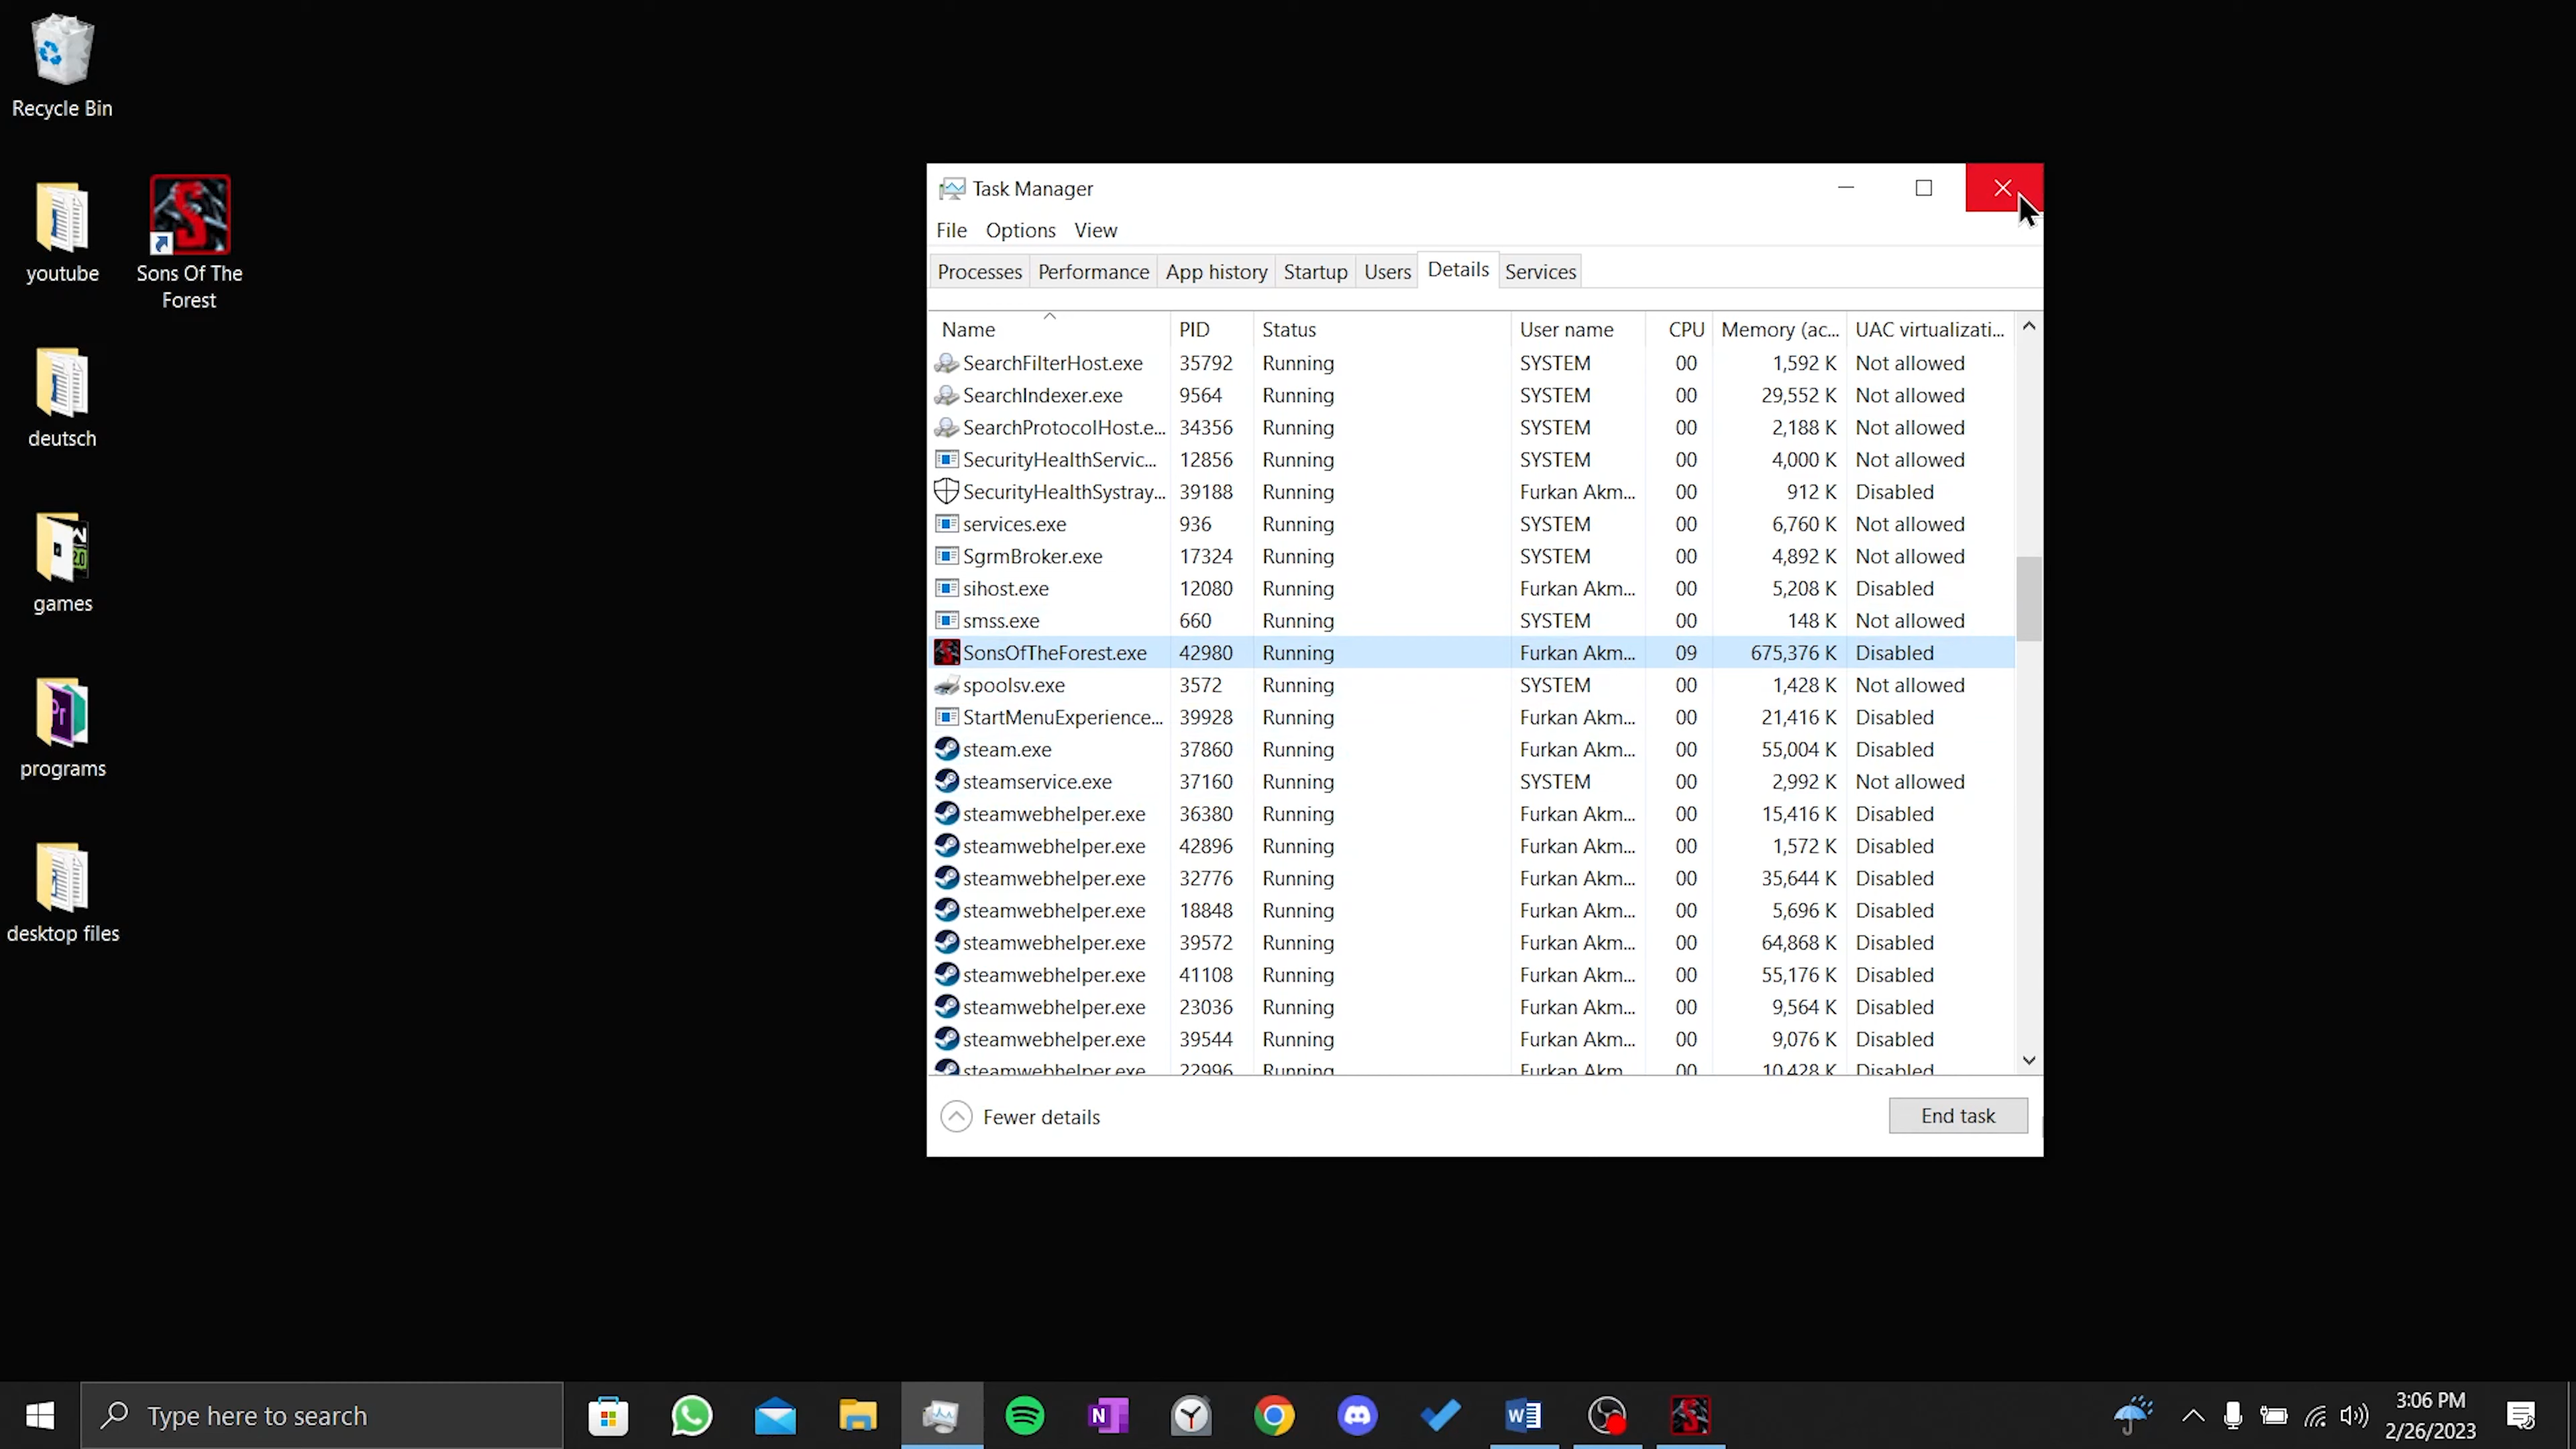 Recycle Bin
youtube
Sons Of The
Forest
deutsch
games
programs
desktop files
Task Manager
File Options View
Processes Performance App history Startup Users Details Services
Name PID Status User name CPU Memory (ac... UAC virtualizati...
SearchFilterHost.exe 35792 Running SYSTEM 00 1,592 K Not allowed
SearchIndexer.exe 9564 Running SYSTEM 00 29,552 K Not allowed
SearchProtocolHost.e... 34356 Running SYSTEM 00 2,188 K Not allowed
SecurityHealthServic... 12856 Running SYSTEM 00 4,000 K Not allowed
SecurityHealthSystray... 39188 Running Furkan Akm... 00 912 K Disabled
services.exe 936 Running SYSTEM 00 6,760 K Not allowed
SgrmBroker.exe 17324 Running SYSTEM 00 4,892 K Not allowed
sihost.exe 12080 Running Furkan Akm... 00 5,208 K Disabled
smss.exe 660 Running SYSTEM 00 148 K Not allowed
SonsOfTheForest.exe 42980 Running Furkan Akm... 09 675,376 K Disabled
spoolsv.exe 3572 Running SYSTEM 00 1,428 K Not allowed
StartMenuExperience... 39928 Running Furkan Akm... 00 21,416 K Disabled
steam.exe 37860 Running Furkan Akm... 00 55,004 K Disabled
steamservice.exe 37160 Running SYSTEM 00 2,992 K Not allowed
steamwebhelper.exe 36380 Running Furkan Akm... 00 15,416 K Disabled
steamwebhelper.exe 42896 Running Furkan Akm... 00 1,572 K Disabled
steamwebhelper.exe 32776 Running Furkan Akm... 00 35,644 K Disabled
steamwebhelper.exe 18848 Running Furkan Akm... 00 5,696 K Disabled
steamwebhelper.exe 39572 Running Furkan Akm... 00 64,868 K Disabled
steamwebhelper.exe 41108 Running Furkan Akm... 00 55,176 K Disabled
steamwebhelper.exe 23036 Running Furkan Akm... 00 9,564 K Disabled
steamwebhelper.exe 39544 Running Furkan Akm... 00 9,076 K Disabled
steamwebhelper.exe 22996 Running Furkan Akm 00 10,428 K Disabled
Fewer details
End task
Type here to search
3:06 PM
2/26/2023